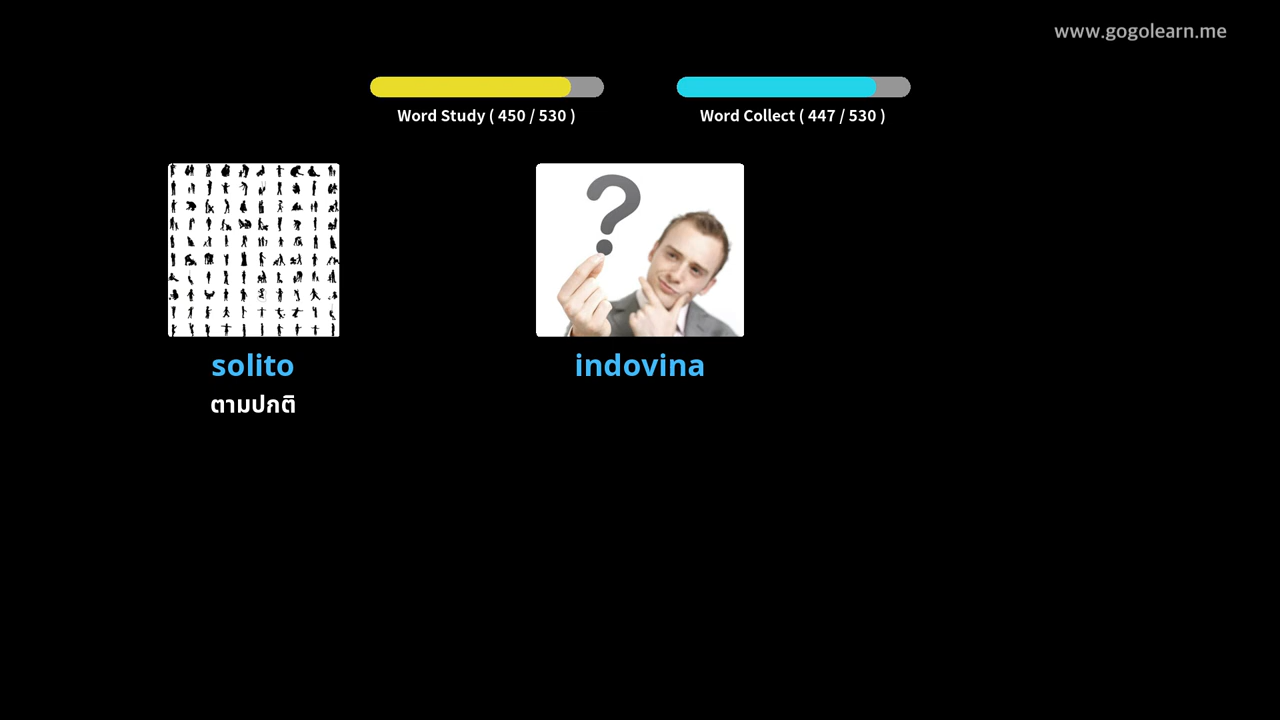 www.gogolearn.me
Word Study ( 450 / 530 )
Word Collect ( 447 / 530 )
solito
ตามปกติ
indovina